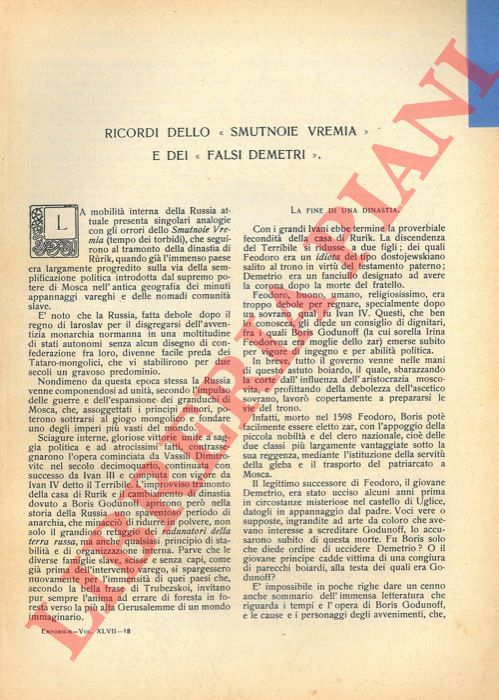 RICORDI DELLO « SMUTNOIE VREMIA »
E DEI « FALSI DEMETRI ».
LA mobilità interna della Russia at-
tuale presenta singolari analogie
con gli orrori dello Smutnoie Vre-
mia (tempo dei torbidi), che segui-
rono al tramonto della dinastia di
Rùrik, quando già l'immenso paese
era largamente progredito sulla via della sem-
plificazione politica introdotta dal supremo po-
tere di Mosca nell'antica geografia dei minuti
appannaggi vareghi e delle nomadi comunità
slave.
E' noto che la Russia, fatta debole dopo il
regno di Iaroslav per il disgregarsi dell'avven-
tizia monarchia normanna in una moltitudine
di stati autonomi senza alcun disegno di con-
federazione fra loro, divenne facile preda dei
Tataro-mongolici, che vi stabilirono per due
secoli un gravoso predominio.
Nondimeno da questa epoca stessa la Russia
venne componendosi ad unità, secondo l'impulso
delle guerre e dell'espansione dei granduchi di
Mosca, che, assoggettati i principi minori, po-
terono sottrarsi al giogo mongolico e fondare
uno degli imperi più vasti del mondo.
Sciagure interne, gloriose vittorie unite a sag-
gia politica ed atrocissimi fatti, contrasse-
gnarono l'opera cominciata da Vassili Dimitrie-
vitc nel secolo decimoquarto, continuata con
successo da Ivan III e compiuta con vigore da
Ivan IV detto il Terribile. L'improvviso tramonto
della casa di Rurik e il sorgere di una dinastia
dovuto a Boris Godunoff segnarono però nella
storia della Russia uno spaventoso periodo di
anarchia, che minacciò di ridurre in polvere, non
solo il grandioso retaggio dei radunatori della
terra russa, ma anche qualsiasi principio di sta-
bilità e di organizzazione interna. Parve che le
diverse famiglie slave, scisse e senza capi, come
già prima dell'intervento varego, si spargessero
nuovamente per l'immensità di quei paesi che,
secondo la bella frase di Trubezskoi, invitano
pur sempre l'anima ad errare di foresta in fo-
resta verso la pia Gerusalemme di un mondo
immaginario.
EMPORIUM—VOL. XLVII—18
LA FINE DI UNA DINASTIA.
Con i grandi Ivani ebbe termine la proverbiale
fecondità della casa di Rurik. La discendenza
del Terribile si ridusse a due figli; dei quali
Feodoro era un idiota di tipo dostojewskiano
salito al trono in virtù del testamento paterno;
Demetrio era un fanciullo designato ad avere
la corona dopo la morte del fratello.
Feodoro, buono, umano, religiosissimo, era
troppo debole per regnare, specialmente dopo
un sovrano come Ivan IV. Questi, che ben
lo conosceva, gli diede un consiglio di dignitari,
fra i quali Boris Godunoff (la cui sorella Irina
Feodorovna era moglie dello zar) emerse subito
per vigore di ingegno e per abilità politica.
In breve, tutto il governo venne nelle mani
di questo astuto boiardo, il quale, sbarazzando
la corte dall'influenza dell'aristocrazia mosco-
vita, e profittando della debolezza dell'ascetico
sovrano, lavorò copertamente a prepararsi le
vie del trono.
Infatti, morto nel 1598 Feodoro, Boris potè
facilmente essere eletto zar, con l'appoggio della
piccola nobiltà e del clero nazionale, cioè delle
due classi più largamente vantaggiate sotto la
sua reggenza, mediante l'istituzione della servitù
della gleba e il trasporto del patriarcato a
Mosca.
Il legittimo successore di Feodoro, il giovane
Demetrio, era stato ucciso alcuni anni prima
in circostanze misteriose nel castello di Uglice,
datogli in appannaggio dal padre. Voci vere o
supposte, ingrandite ad arte da coloro che ave-
vano interesse a screditare Godunoff, lo accu-
sarono subito di questa morte. Fu Boris solo
che diede ordine di uccidere Demetrio? O il
giovane principe cadde vittima di una congiura
di parecchi boiardi, alla testa dei quali era Go-
dunoff?
E' impossibile in poche righe dare un cenno
anche sommario dell'immensa letteratura che
riguarda i tempi e l'opera di Boris Godunoff,
e le cause e i personaggi degli avvenimenti, che,
LIBRERIA PIANI